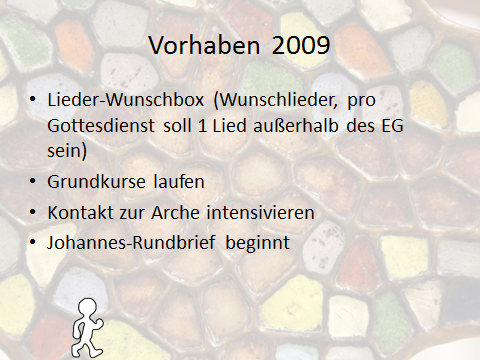 Vorhaben 2009
• Lieder-Wunschbox (Wunschlieder, pro
Gottesdienst soll 1 Lied außerhalb des EG
sein)
• Grundkurse laufen
• Kontakt zur Arche intensivieren
• Johannes-Rundbrief beginnt